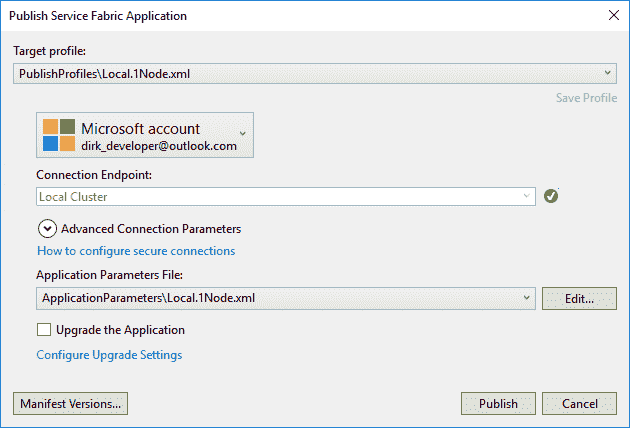 Publish Service Fabric Application
Target profile:
PublishProfiles\Local.1Node.xml
Save Profile
Microsoft account
dirk_developer@outlook.com
Connection Endpoint:
Local Cluster
Advanced Connection Parameters
How to configure secure connections
Application Parameters File:
ApplicationParameters\Local.1Node.xml
Edit...
Upgrade the Application
Configure Upgrade Settings
Manifest Versions...
Publish
Cancel